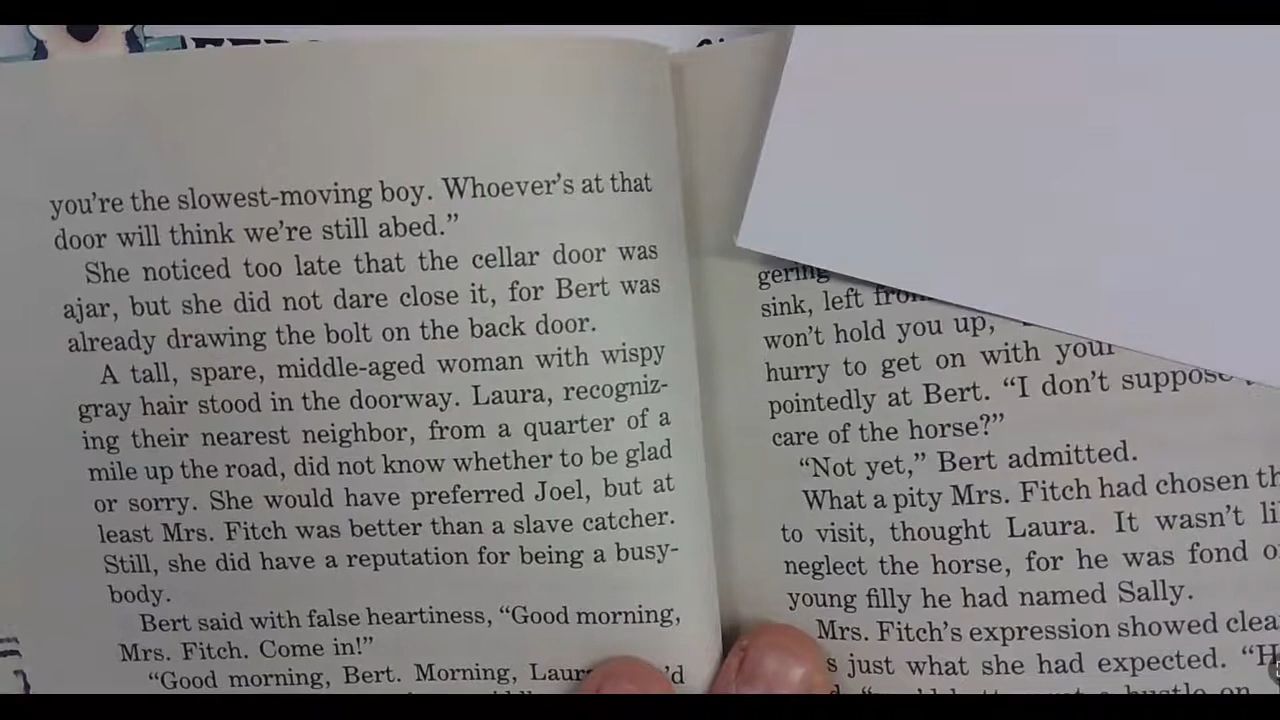 you're the slowest-moving boy. Whoever's at that
door will think we're still abed."
She noticed too late that the cellar door was
ajar, but she did not dare close it, for Bert was
already drawing the bolt on the back door.
A tall, spare, middle-aged woman with wispy
gray hair stood in the doorway. Laura, recogniz-
ing their nearest neighbor, from a quarter of a
mile up the road, did not know whether to be glad
or sorry. She would have preferred Joel, but at
least Mrs. Fitch was better than a slave catcher.
Still, she did have a reputation for being a busy-
body.
Bert said with false heartiness, "Good morning,
Mrs. Fitch. Come in!"
"Good morning, Bert. Morning,
gering
sink, left
won't hold you up,
hurry to get on with your
pointedly at Bert. "I don't suppose
care of the horse?"
"Not yet," Bert admitted.
What a pity Mrs. Fitch had chosen
to visit, thought Laura. It wasn't
neglect the horse, for he was fond
young filly he had named Sally.
Mrs. Fitch's expression showed
just what she had expected.